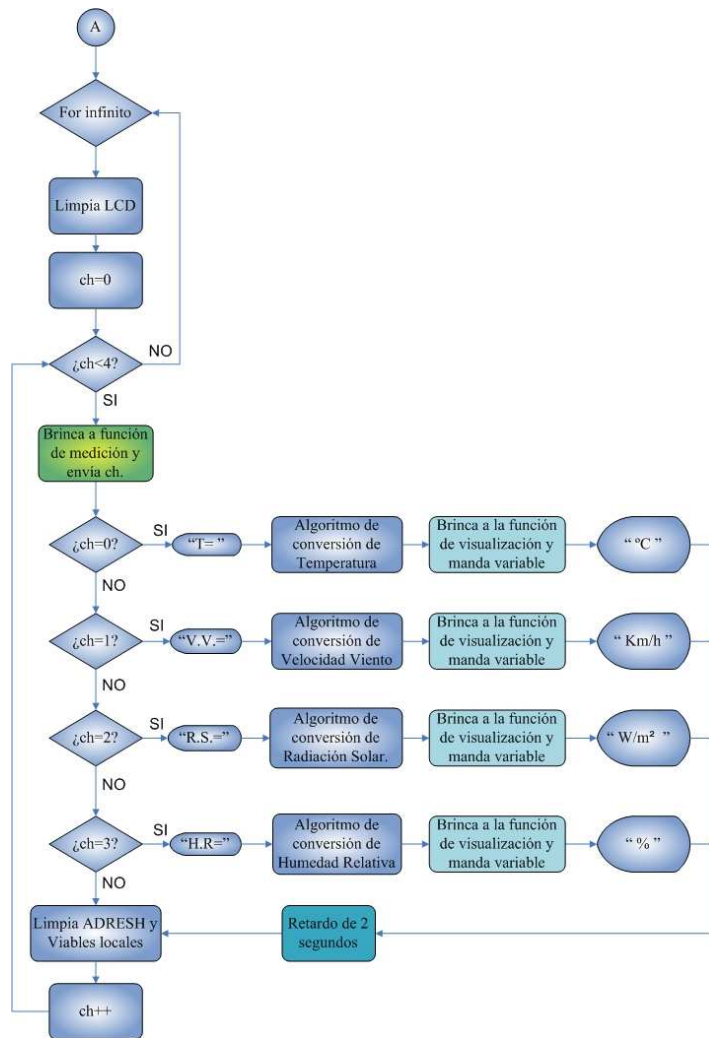 A
For infinito
Limpia LCD
ch=0
¿ch<4?
NO
SI
Brinca a función
de medición y
envía ch.
¿ch=0?
SI
“T= ”
Algoritmo de
conversión de
Temperatura
Brinca a la función
de visualización y
manda variable
“ ºC ”
NO
¿ch=1?
SI
“V.V.=”
Algoritmo de
conversión de
Velocidad Viento
Brinca a la función
de visualización y
manda variable
“ Km/h ”
NO
¿ch=2?
SI
“R.S.=”
Algoritmo de
conversión de
Radiación Solar.
Brinca a la función
de visualización y
manda variable
“ W/m² ”
NO
¿ch=3?
SI
“H.R=”
Algoritmo de
conversión de
Humedad Relativa
Brinca a la función
de visualización y
manda variable
“ % ”
NO
Limpia ADRESH y
Viables locales
Retardo de 2
segundos
ch++